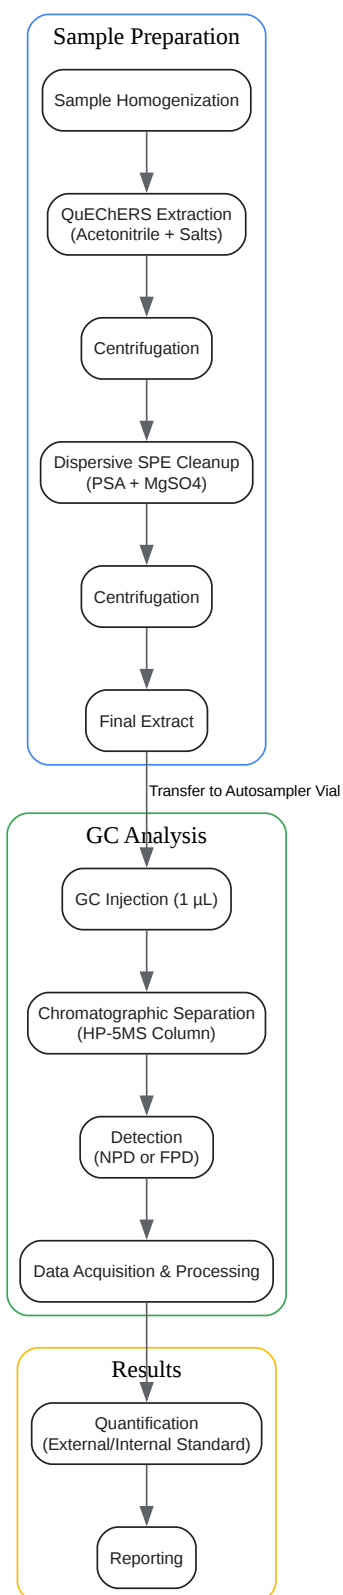 Sample Preparation
Sample Homogenization
QuEChERS Extraction
(Acetonitrile + Salts)
Centrifugation
Dispersive SPE Cleanup
(PSA + MgSO4)
Centrifugation
Final Extract
Transfer to Autosampler Vial
GC Analysis
GC Injection (1 µL)
Chromatographic Separation
(HP-5MS Column)
Detection
(NPD or FPD)
Data Acquisition & Processing
Results
Quantification
(External/Internal Standard)
Reporting